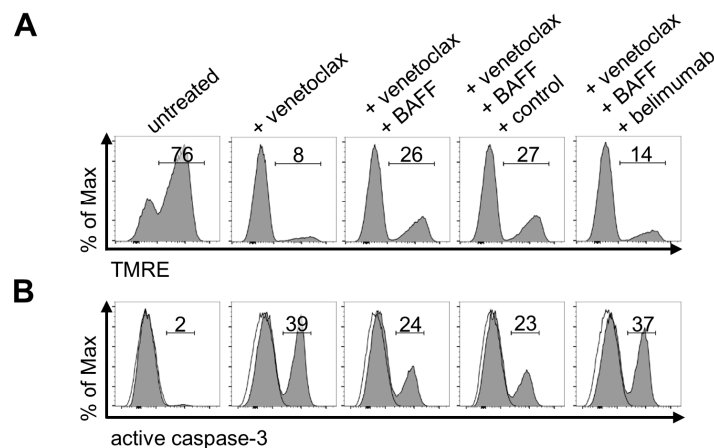 A
untreated
+ venetoclax
+ venetoclax
+ BAFF
+ venetoclax
+ BAFF
+ control
+ venetoclax
+ BAFF
+ belimumab
% of Max
76
8
26
27
14
TMRE
B
% of Max
2
39
24
23
37
active caspase-3